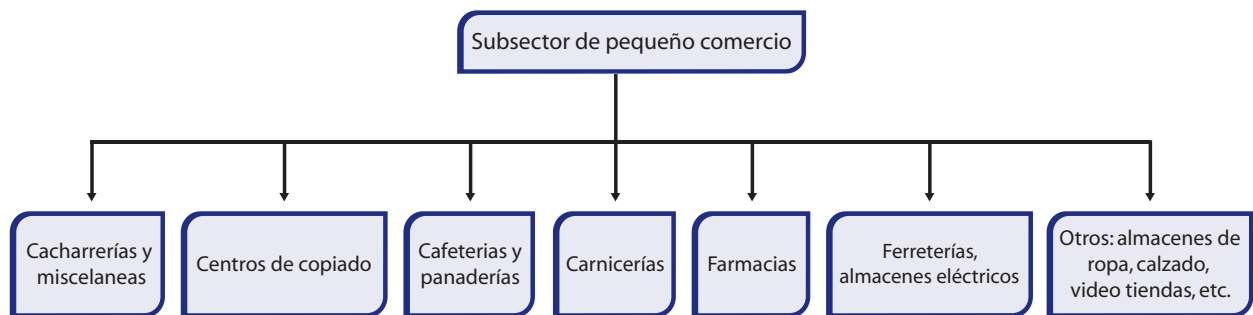 Subsector de pequeño comercio
Cacharrerías y
miscelaneas
Centros de copiado
Cafeterias y
panaderías
Carnicerías
Farmacias
Ferreterías,
almacenes eléctricos
Otros: almacenes de
ropa, calzado,
video tiendas, etc.